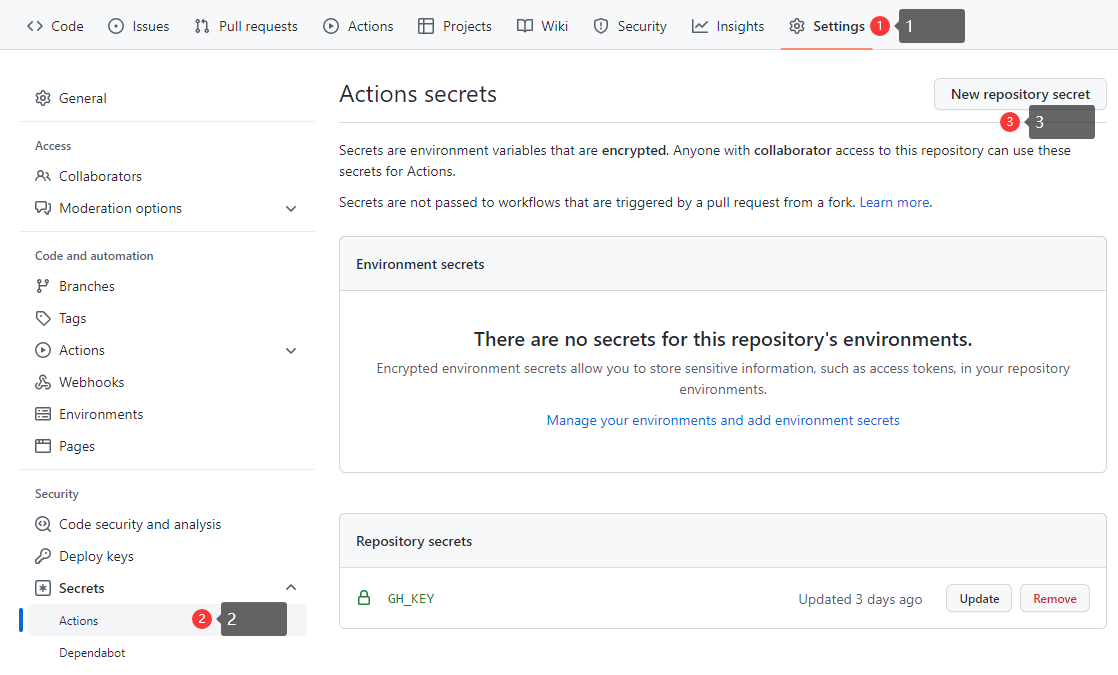 Code Issues Pull requests Actions Projects Wiki Security Insights Settings 1 1
General
Access
Collaborators
Moderation options
Code and automation
Branches
Tags
Actions
Webhooks
Environments
Pages
Security
Code security and analysis
Deploy keys
Secrets
Actions 2 2
Dependabot
Actions secrets
New repository secret
3 3
Secrets are environment variables that are encrypted. Anyone with collaborator access to this repository can use these
secrets for Actions.
Secrets are not passed to workflows that are triggered by a pull request from a fork. Learn more.
Environment secrets
There are no secrets for this repository's environments.
Encrypted environment secrets allow you to store sensitive information, such as access tokens, in your repository
environments.
Manage your environments and add environment secrets
Repository secrets
GH_KEY Updated 3 days ago Update Remove